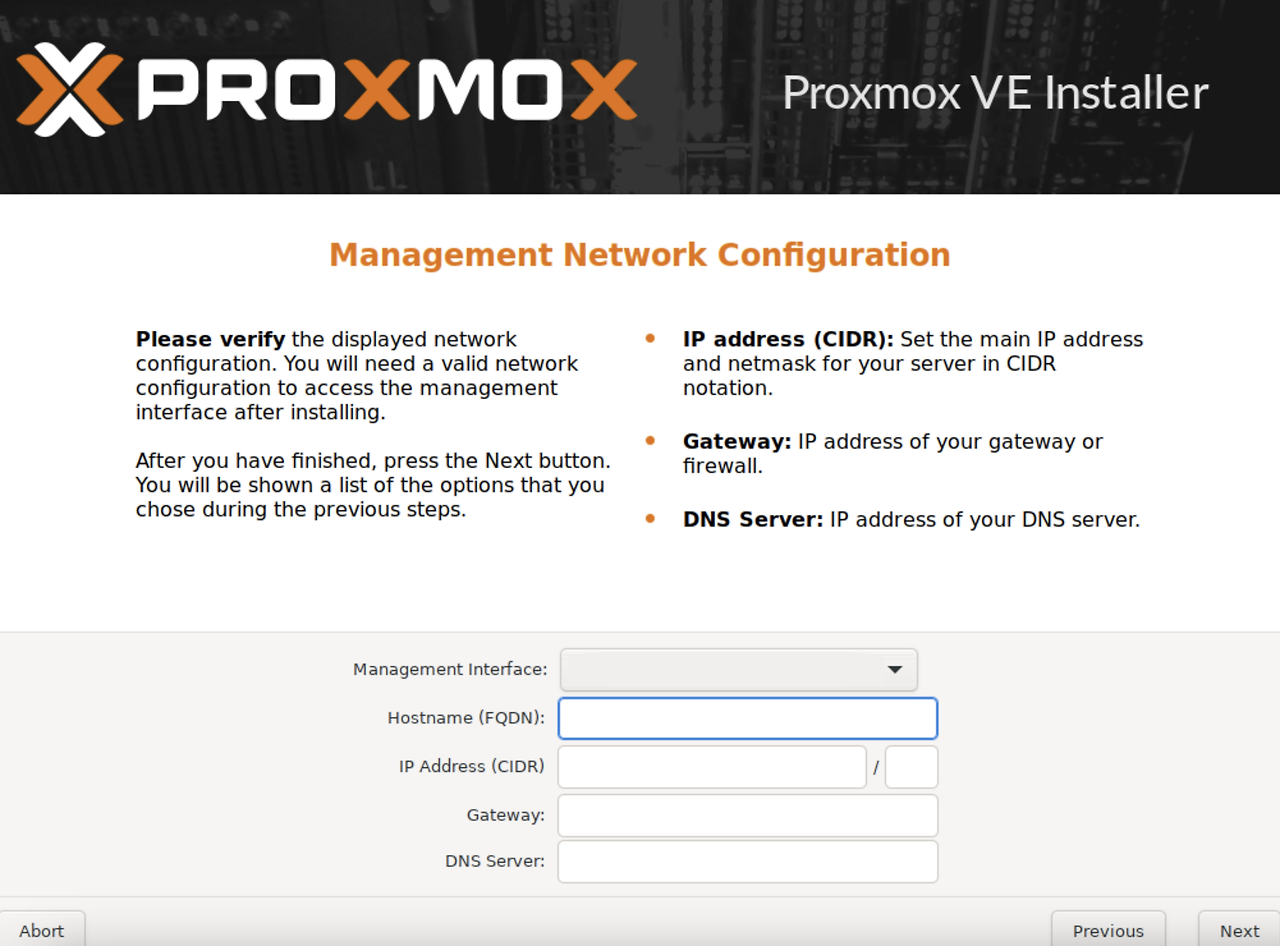 PROXMOX
Proxmox VE Installer
Management Network Configuration
Please verify the displayed network
configuration. You will need a valid network
configuration to access the management
interface after installing.
After you have finished, press the Next button.
You will be shown a list of the options that you
chose during the previous steps.
IP address (CIDR): Set the main IP address
and netmask for your server in CIDR
notation.
Gateway: IP address of your gateway or
firewall.
DNS Server: IP address of your DNS server.
Management Interface:
Hostname (FQDN):
IP Address (CIDR)
/
Gateway:
DNS Server:
Abort
Previous
Next